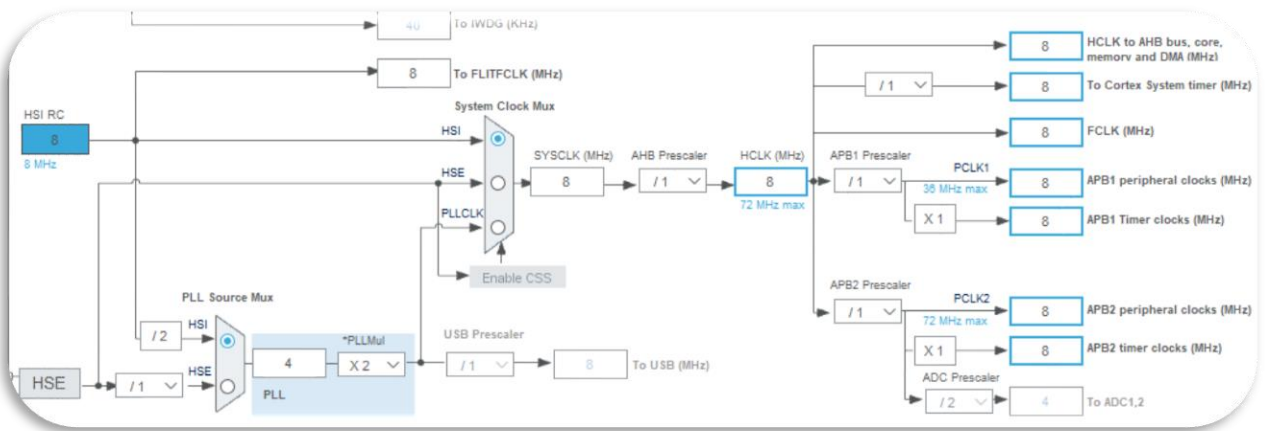 40
To IWDG (KHz)
8
To FLITFCLK (MHz)
HSI RC
8
8 MHz
System Clock Mux
HSI
HSE
PLLCLK
Enable CSS
SYSCLK (MHz)
8
AHB Prescaler
/ 1
HCLK (MHz)
8
72 MHz max
8
HCLK to AHB bus, core,
memory and DMA (MHz)
/ 1
8
To Cortex System timer (MHz)
8
FCLK (MHz)
APB1 Prescaler
/ 1
PCLK1
36 MHz max
8
APB1 peripheral clocks (MHz)
X 1
8
APB1 Timer clocks (MHz)
APB2 Prescaler
/ 1
PCLK2
72 MHz max
8
APB2 peripheral clocks (MHz)
X 1
8
APB2 timer clocks (MHz)
ADC Prescaler
/ 2
4
To ADC1,2
PLL Source Mux
/ 2
HSI
HSE
/ 1
HSE
4
*PLLMul
X 2
PLL
USB Prescaler
/ 1
8
To USB (MHz)